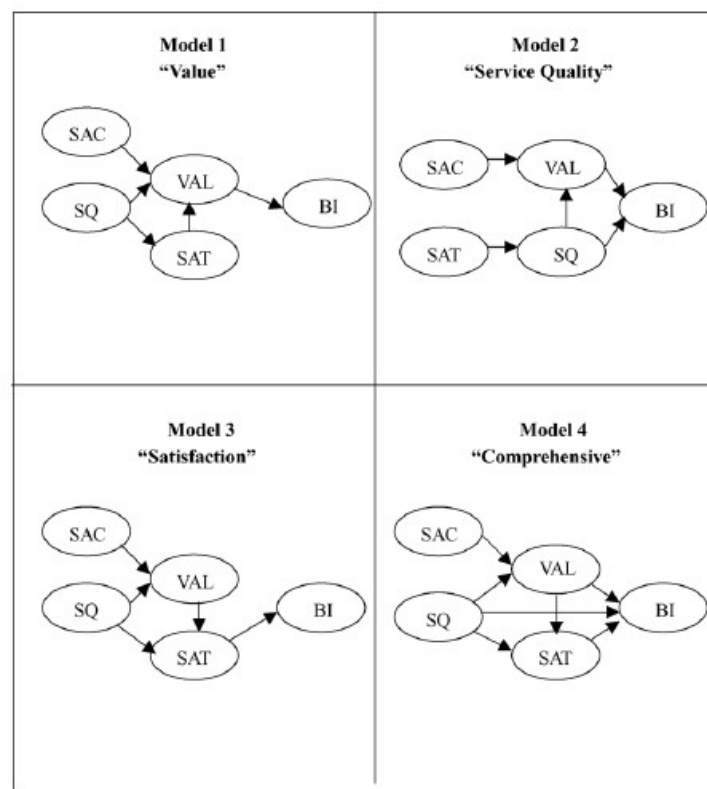 Model 1
“Value”
SAC
VAL
SQ
BI
SAT
Model 2
“Service Quality”
SAC
VAL
BI
SAT
SQ
Model 3
“Satisfaction”
SAC
VAL
SQ
BI
SAT
Model 4
“Comprehensive”
SAC
VAL
SQ
BI
SAT